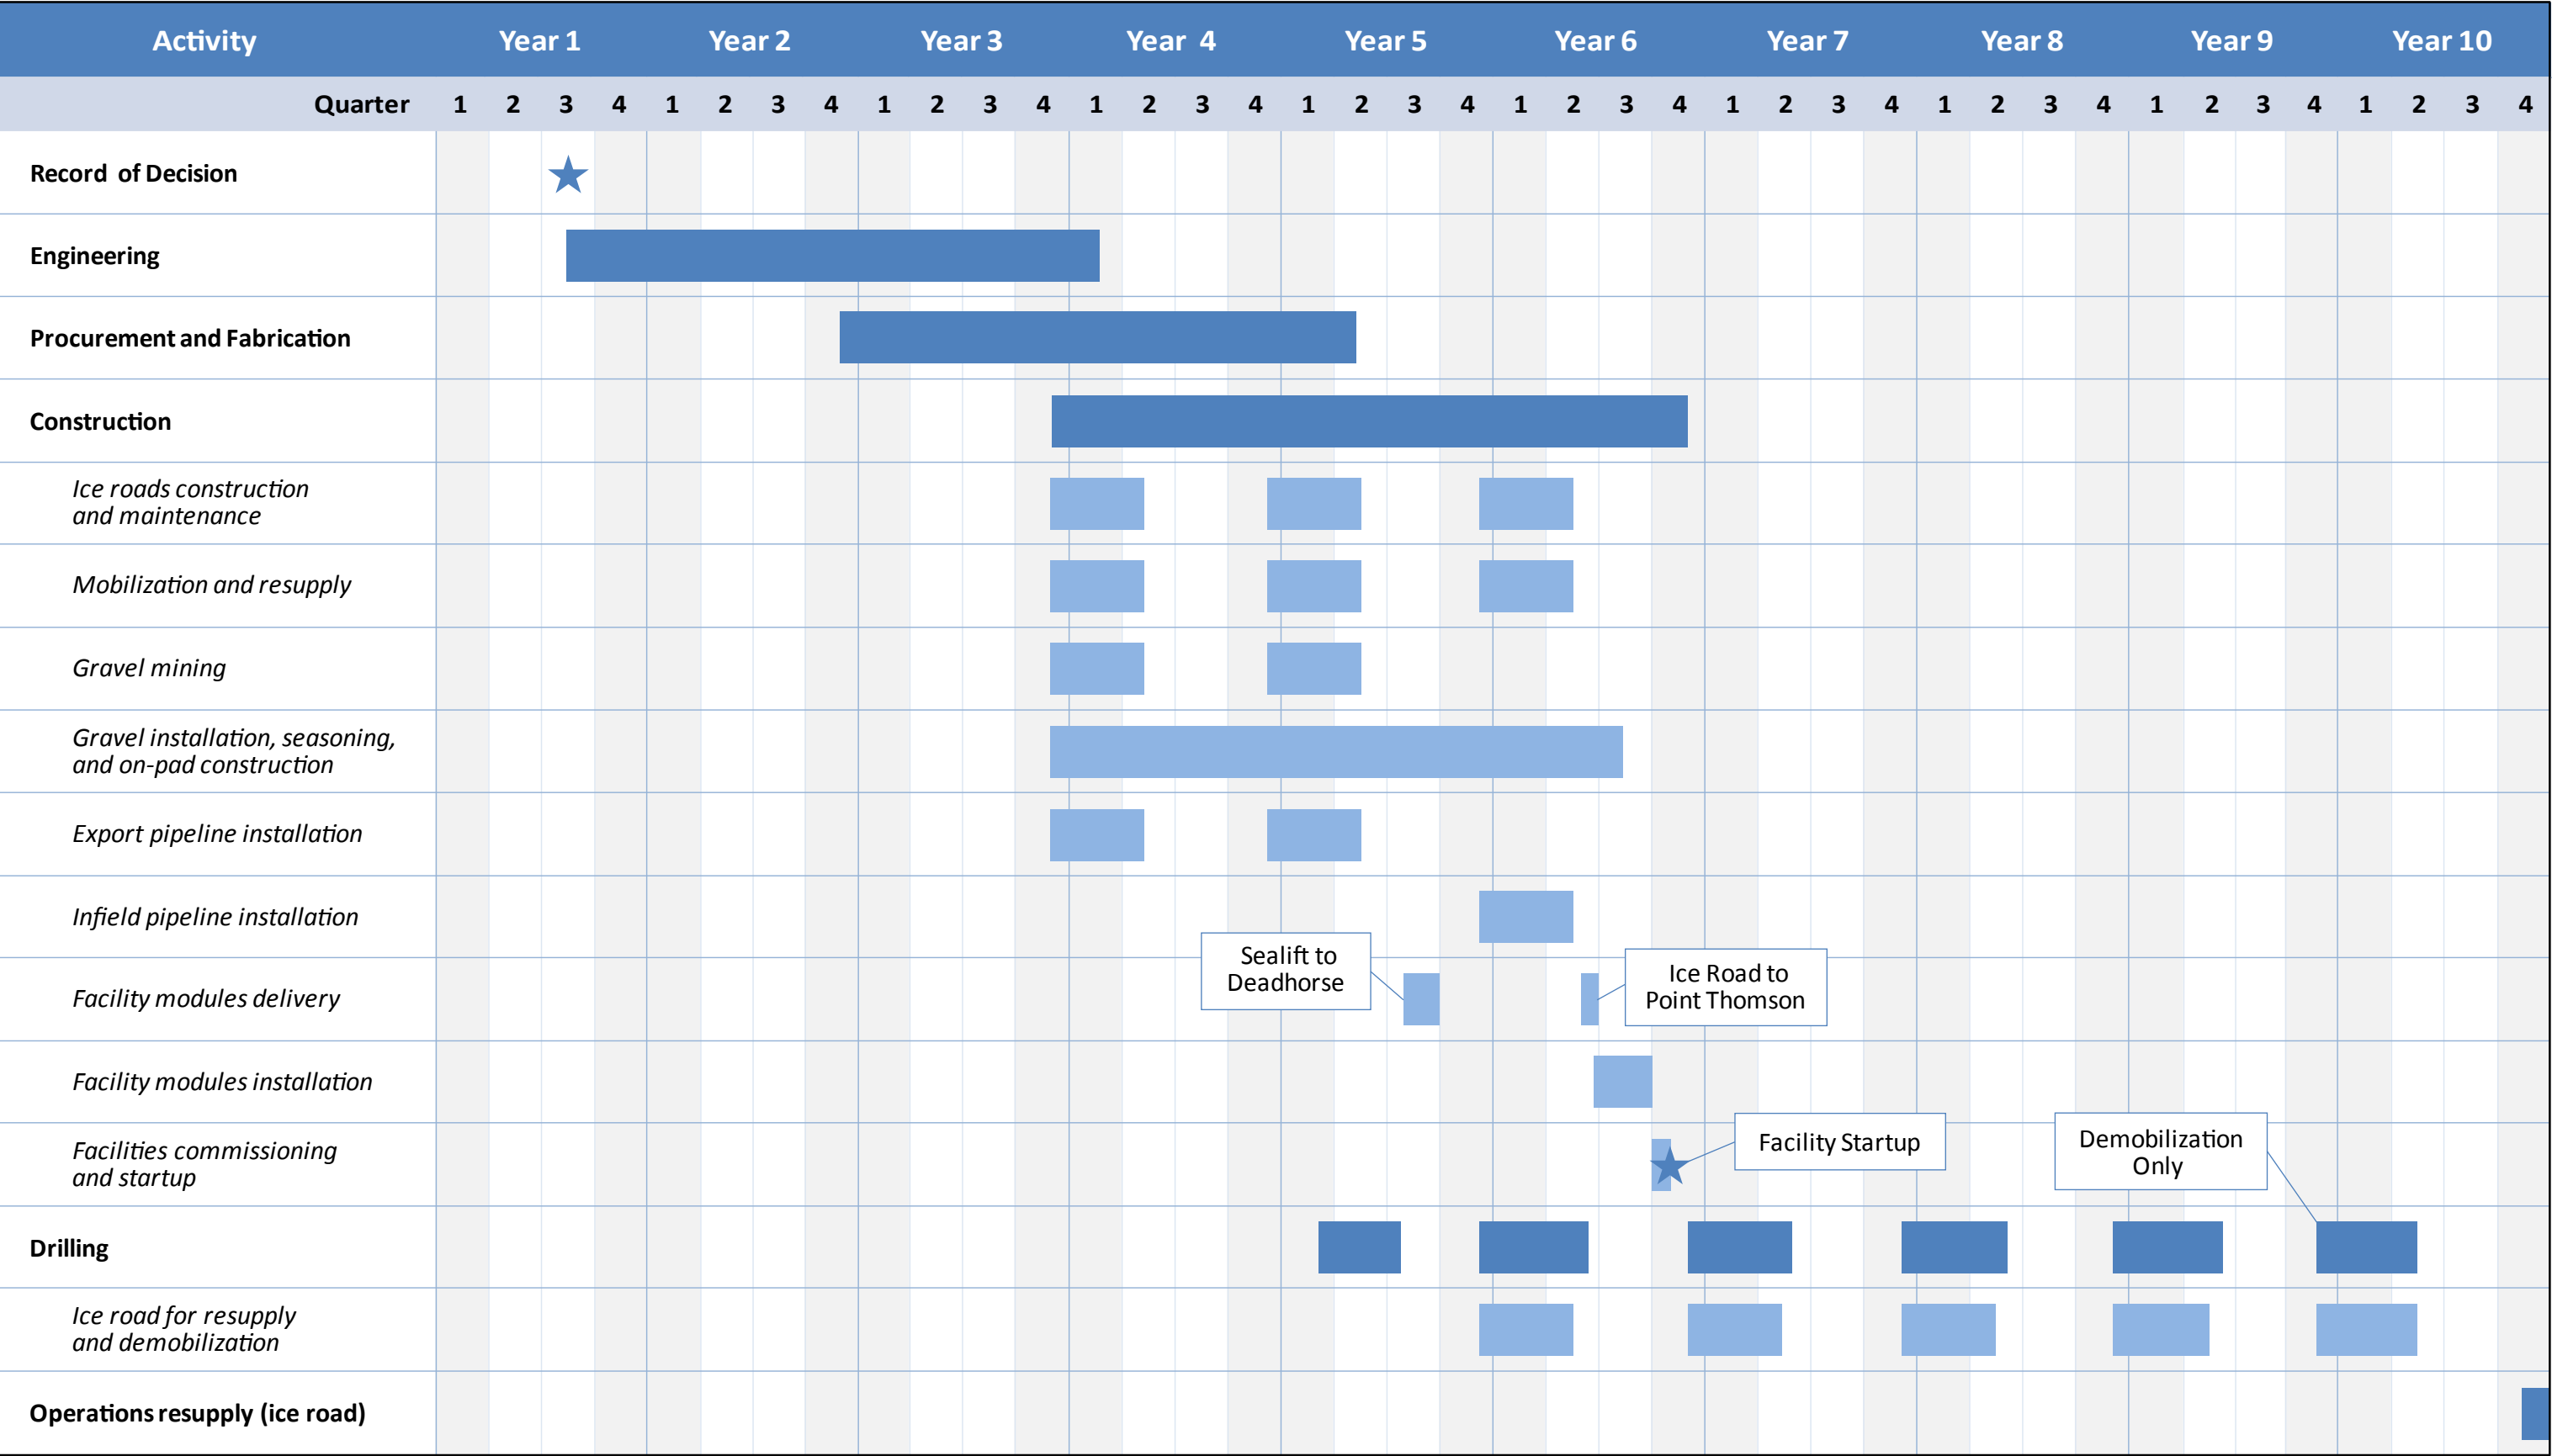 Activity Year 1 Year 2 Year 3 Year 4 Year 5 Year 6 Year 7 Year 8 Year 9 Year 10
Quarter 1 2 3 4 1 2 3 4 1 2 3 4 1 2 3 4 1 2 3 4 1 2 3 4 1 2 3 4 1 2 3 4 1 2 3 4 1 2 3 4
Record of Decision
Engineering
Procurement and Fabrication
Construction
Ice roads construction
and maintenance
Mobilization and resupply
Gravel mining
Gravel installation, seasoning,
and on-pad construction
Export pipeline installation
Infield pipeline installation
Sealift to
Deadhorse
Ice Road to
Point Thomson
Facility modules delivery
Facility modules installation
Facilities commissioning
and startup
Facility Startup
Demobilization
Only
Drilling
Ice road for resupply
and demobilization
Operations resupply (ice road)